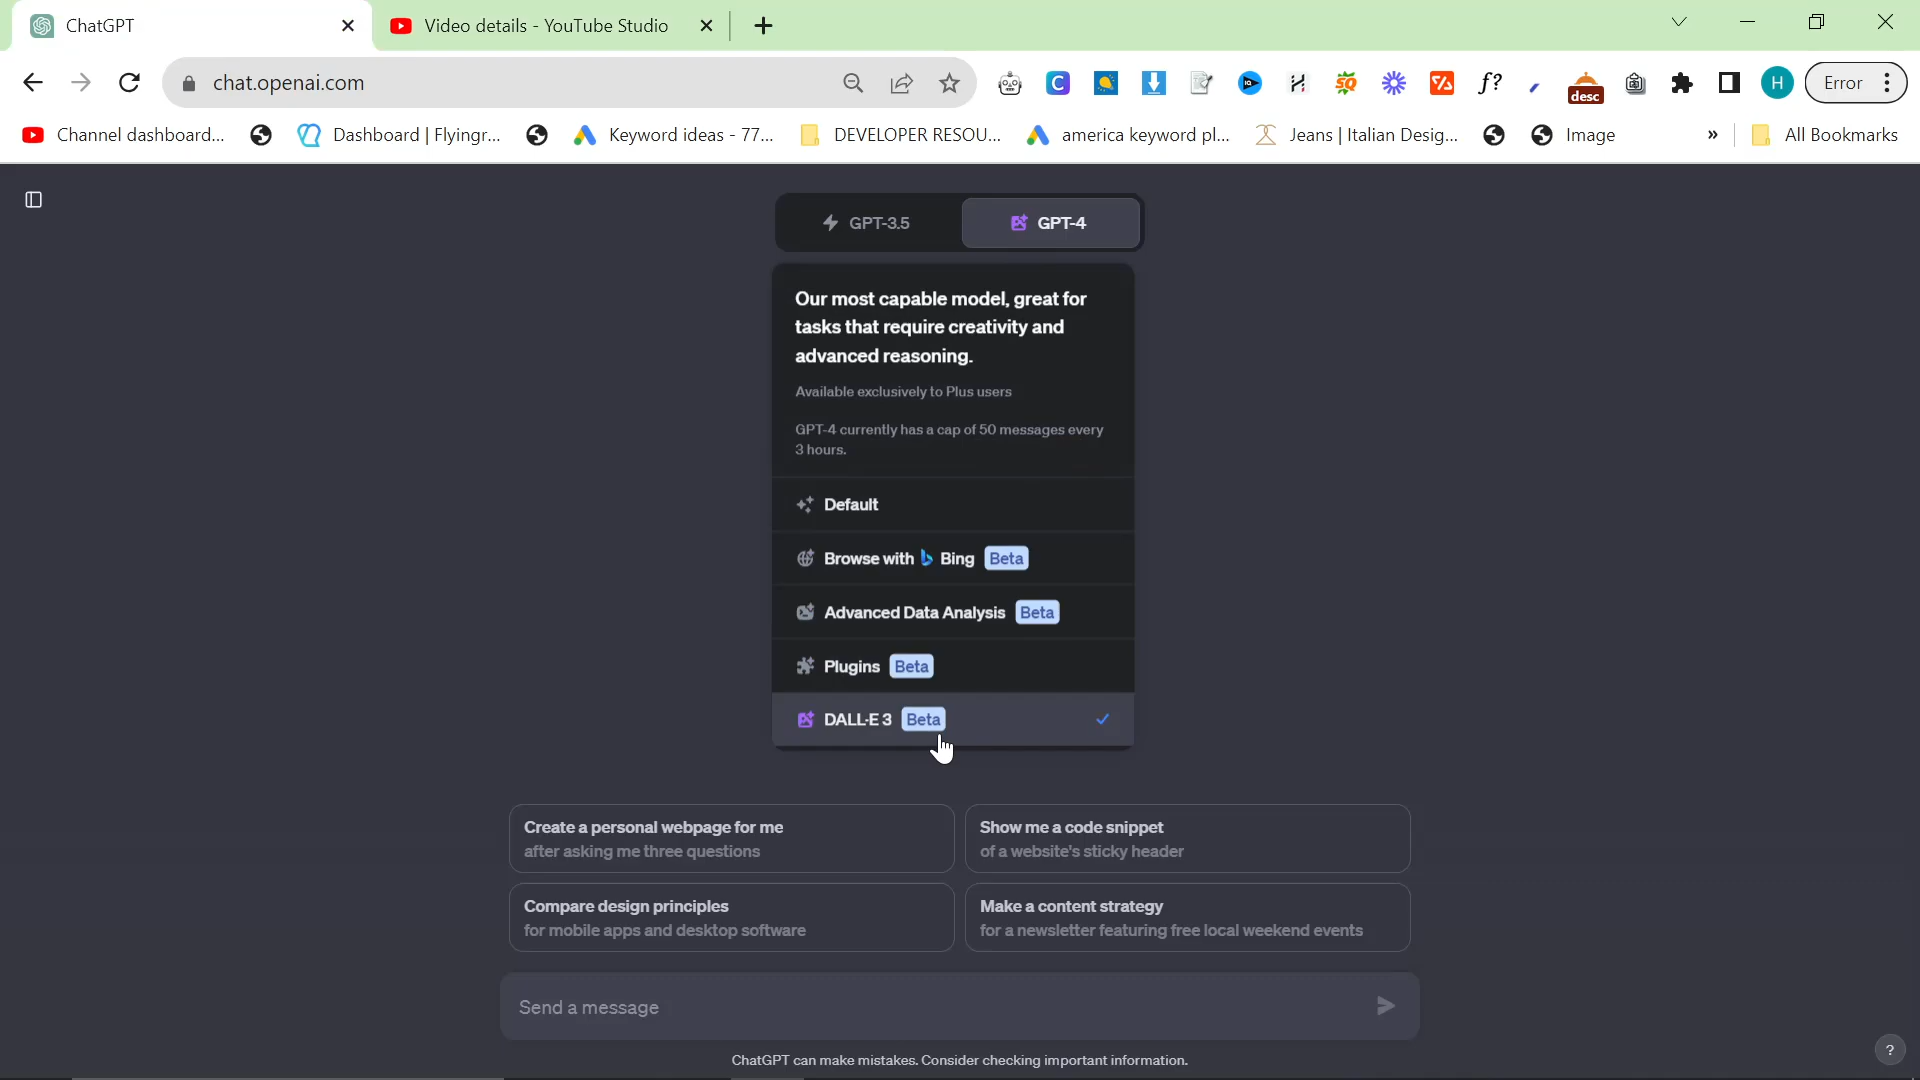 ChatGPT
Video details - YouTube Studio
chat.openai.com
C
IQ
SQ
f?
desc
H
Error
Channel dashboard...
Dashboard | Flyingr...
Keyword ideas - 77...
DEVELOPER RESOU...
america keyword pl...
Jeans | Italian Desig...
Image
»
All Bookmarks
GPT-3.5
GPT-4
Our most capable model, great for
tasks that require creativity and
advanced reasoning.
Available exclusively to Plus users
GPT-4 currently has a cap of 50 messages every
3 hours.
Default
Browse with Bing Beta
Advanced Data Analysis Beta
Plugins Beta
DALL·E 3 Beta
Create a personal webpage for me
after asking me three questions
Show me a code snippet
of a website's sticky header
Compare design principles
for mobile apps and desktop software
Make a content strategy
for a newsletter featuring free local weekend events
Send a message
ChatGPT can make mistakes. Consider checking important information.
?